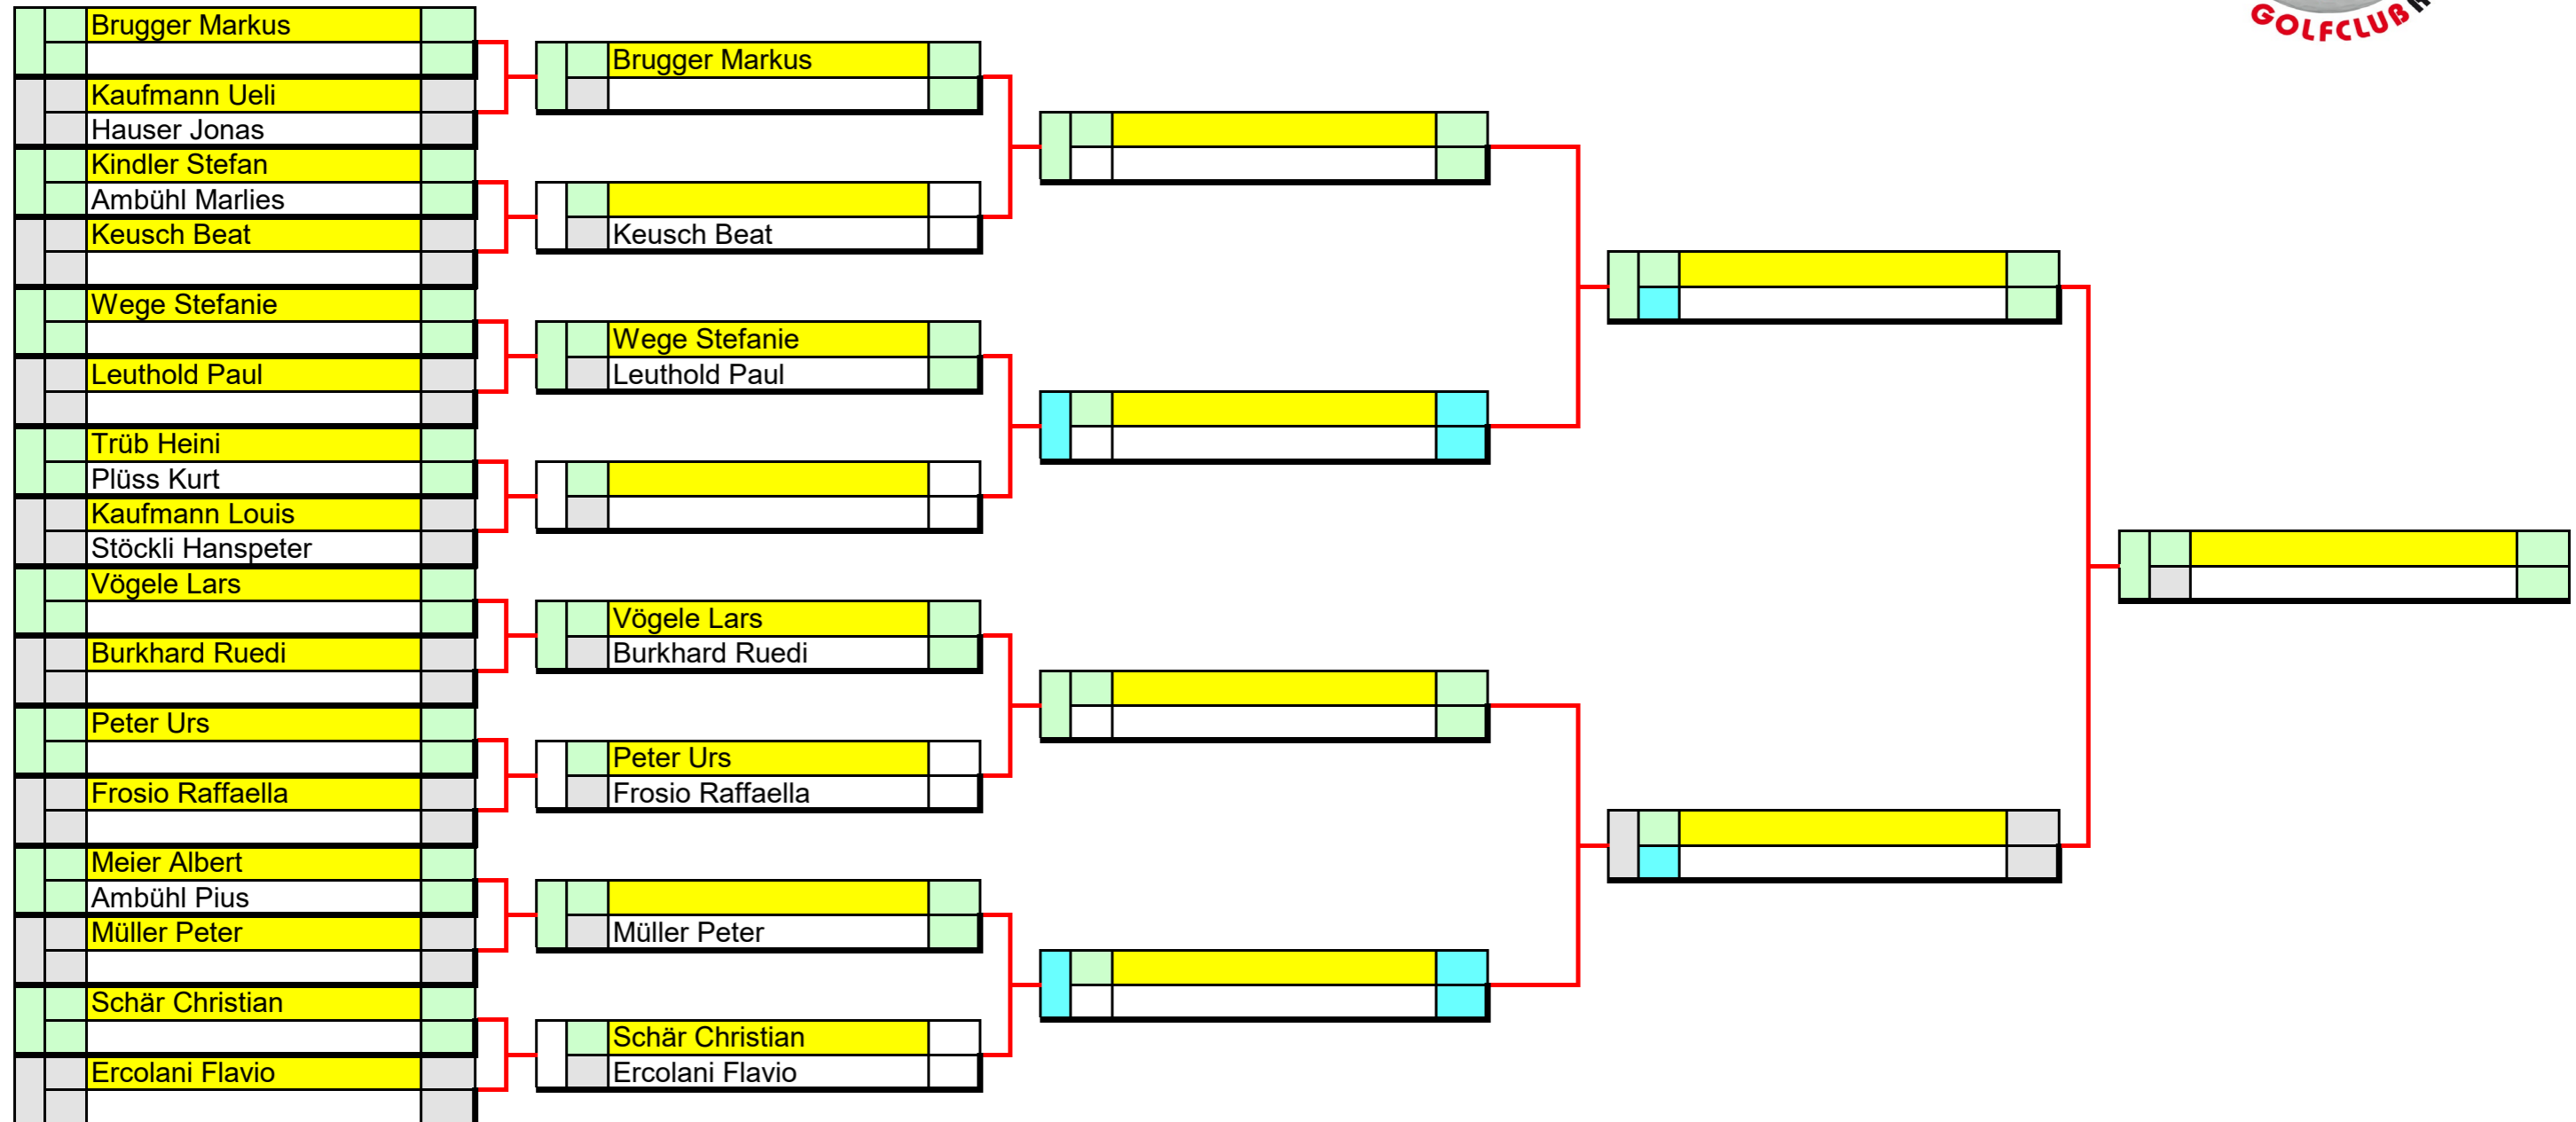 Brugger Markus
Kaufmann Ueli
Hauser Jonas
Kindler Stefan
Ambühl Marlies
Keusch Beat
Wege Stefanie
Leuthold Paul
Trüb Heini
Plüss Kurt
Kaufmann Louis
Stöckli Hanspeter
Vögele Lars
Burkhard Ruedi
Peter Urs
Frosio Raffaella
Meier Albert
Ambühl Pius
Müller Peter
Schär Christian
Ercolani Flavio
Brugger Markus
Keusch Beat
Wege Stefanie
Leuthold Paul
Vögele Lars
Burkhard Ruedi
Peter Urs
Frosio Raffaella
Müller Peter
Schär Christian
Ercolani Flavio
GOLFCLUB